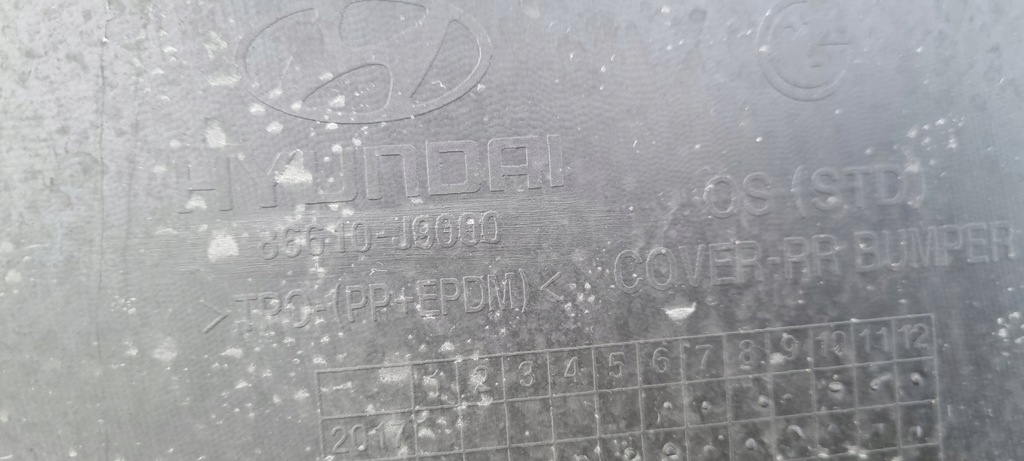 HYUNDAI
86610-J9000
>TPO-(PP+EPDM)<
OS (STD)
COVER-RR BUMPER
1 2 3 4 5 6 7 8 9 10 11 12
2017